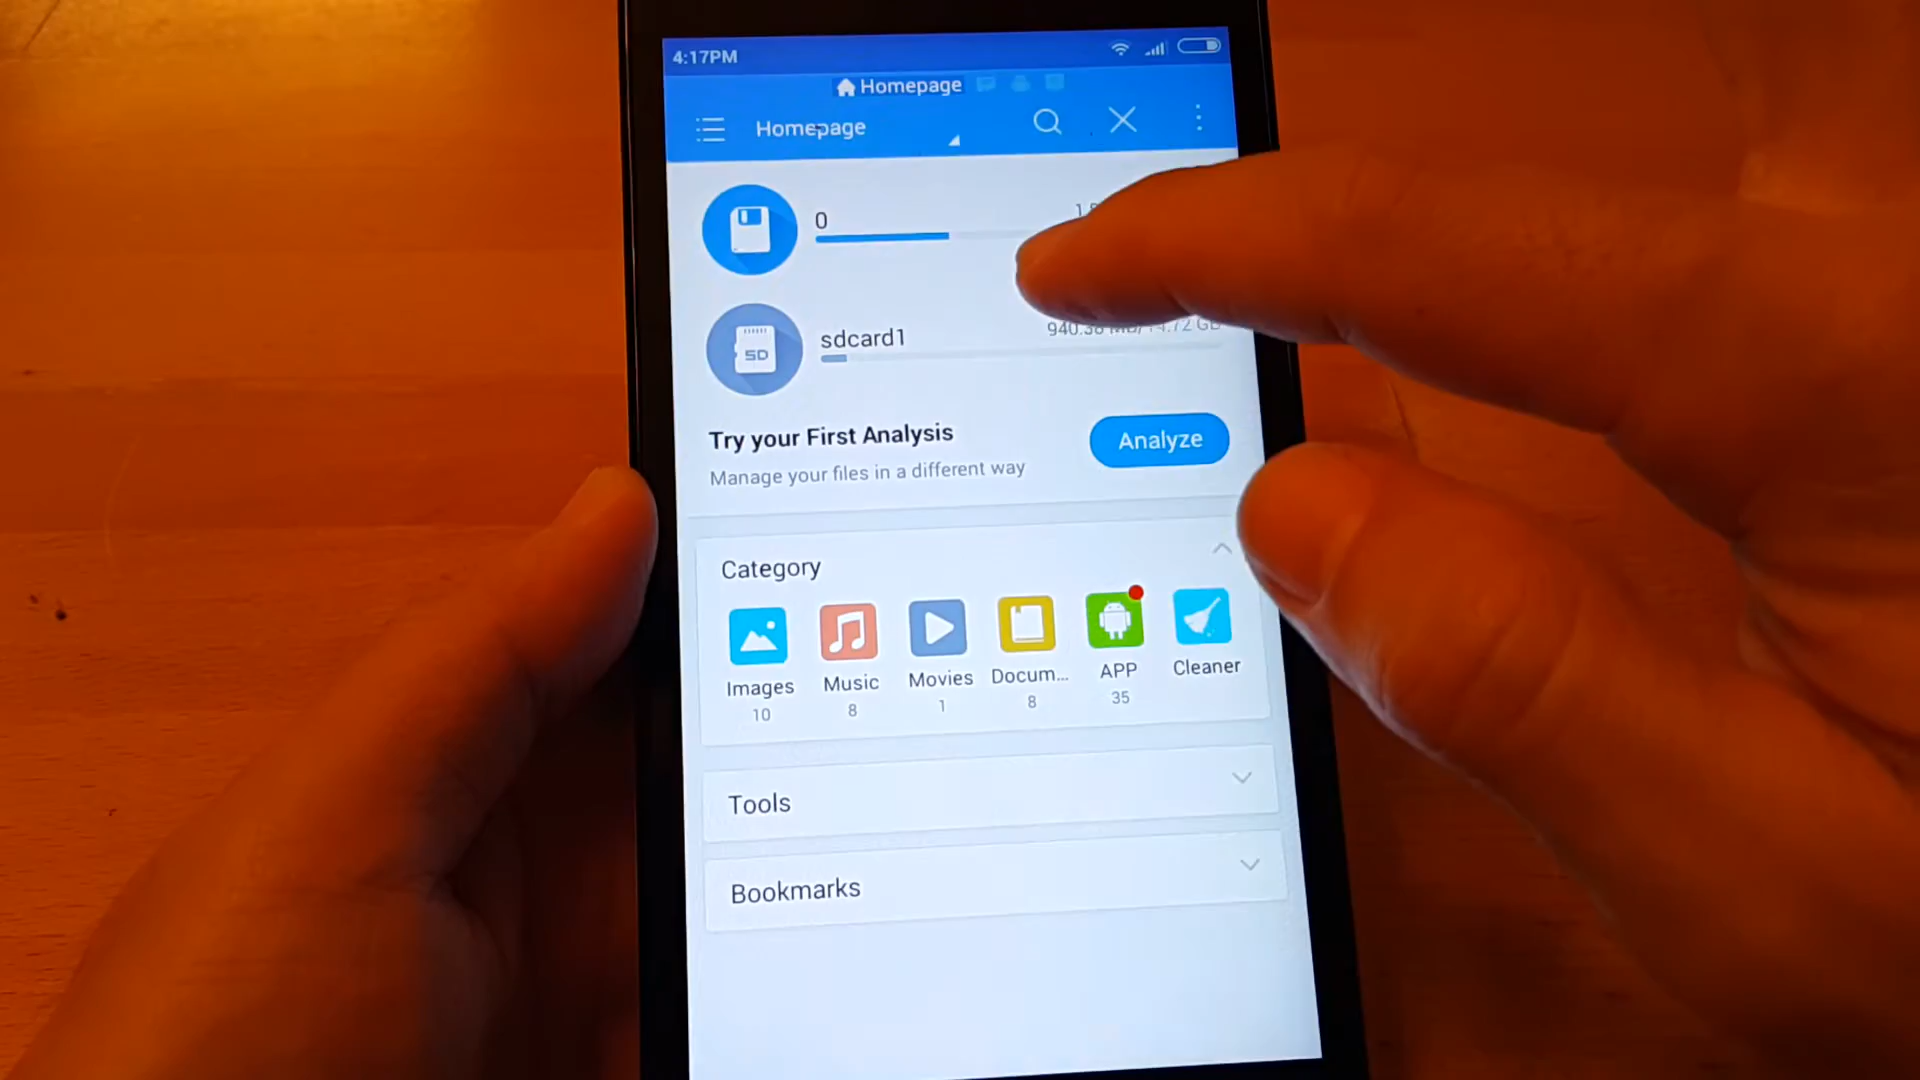 4:17PM
Homepage
Homepage
0
sdcard1
SD
Try your First Analysis
Manage your files in a different way
Analyze
Category
Images
Music
Movies
Docum...
APP
Cleaner
10
8
1
8
35
Tools
Bookmarks